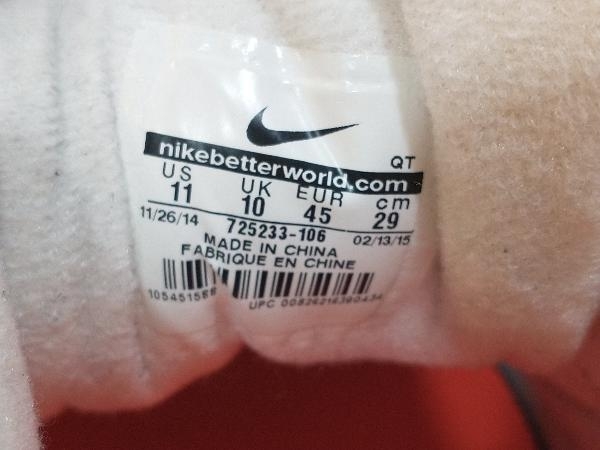 nikebetterworld.com
QT
US UK EUR cm
11 10 45 29
11/26/14 725233-106 02/13/15
MADE IN CHINA
FABRIQUE EN CHINE
UPC